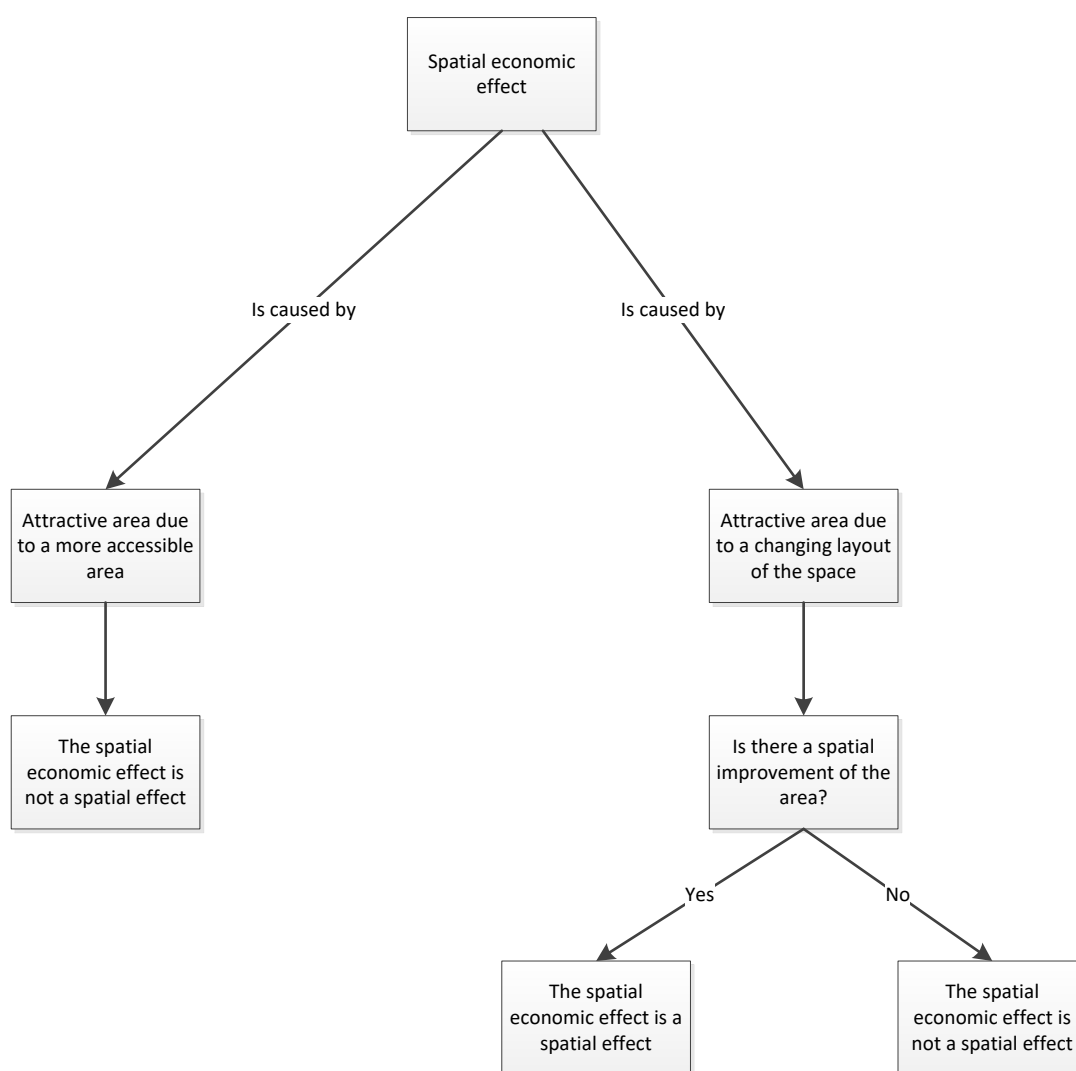 Spatial economic
effect
Is caused by
Is caused by
Attractive area due
to a more accessible
area
Attractive area due
to a changing layout
of the space
The spatial
economic effect is
not a spatial effect
Is there a spatial
improvement of the
area?
Yes
No
The spatial
economic effect is a
spatial effect
The spatial
economic effect is
not a spatial effect